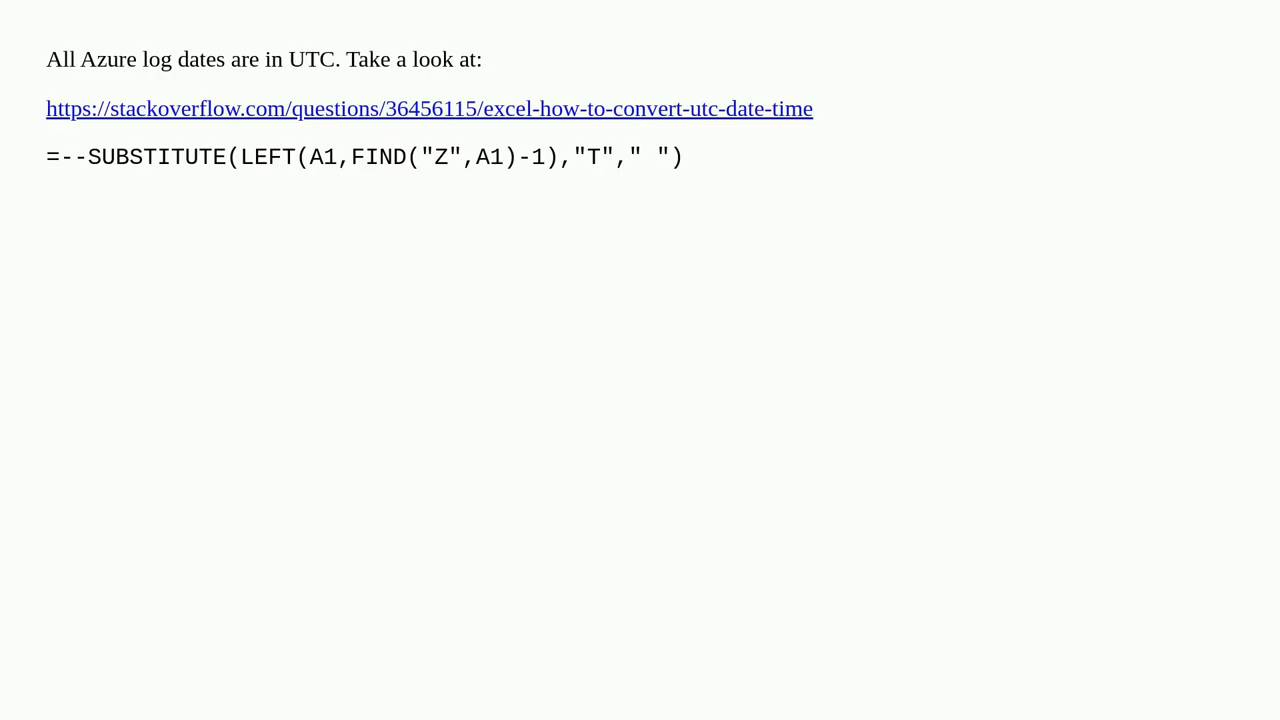 All Azure log dates are in UTC. Take a look at:
https://stackoverflow.com/questions/36456115/excel-how-to-convert-utc-date-time
=--SUBSTITUTE(LEFT(A1,FIND("Z",A1)-1),"T"," ")